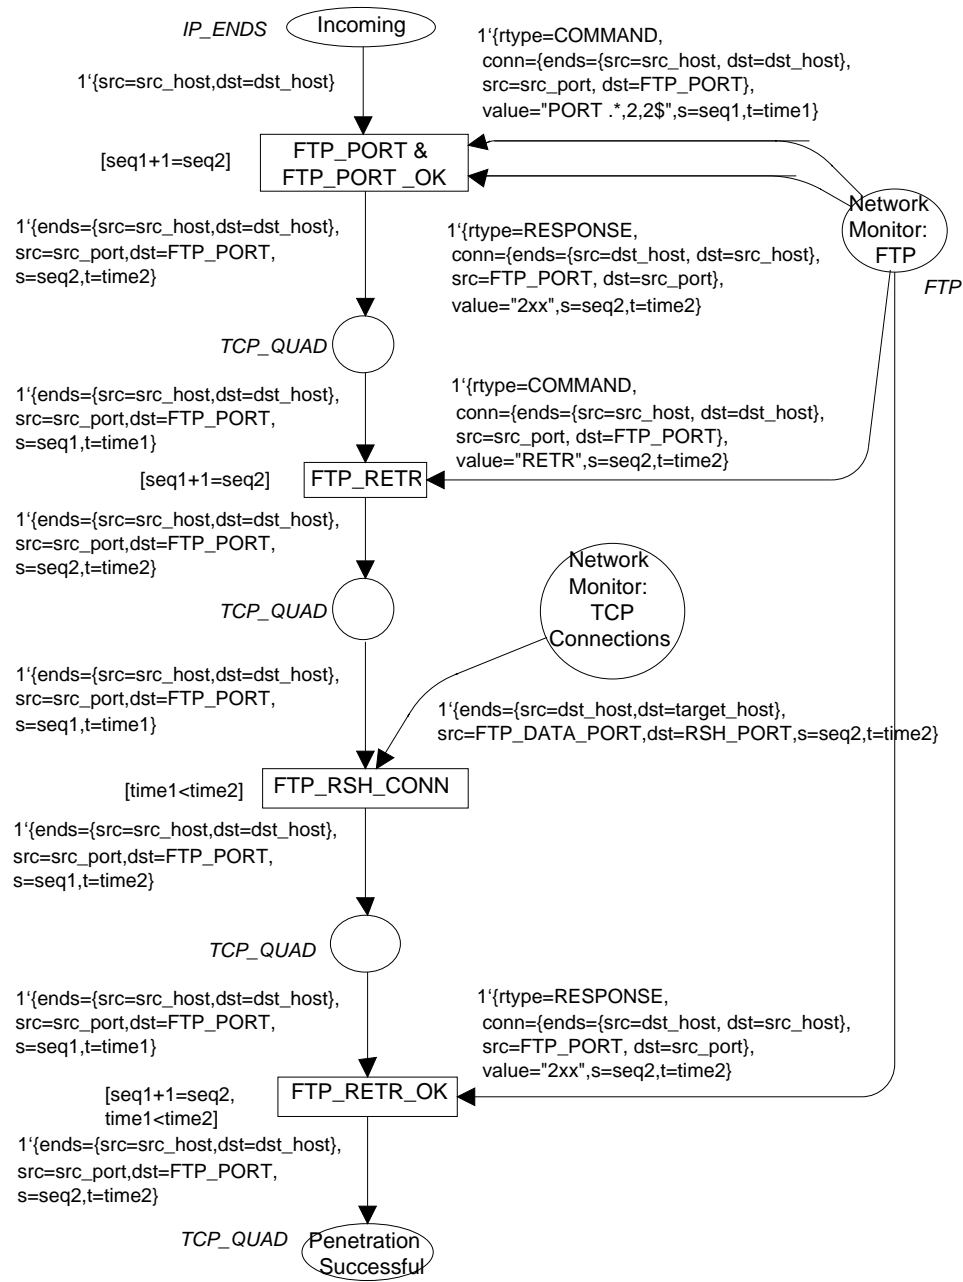 IP_ENDS
Incoming
1‘{src=src_host,dst=dst_host}
1‘{rtype=COMMAND,
conn={ends={src=src_host, dst=dst_host},
src=src_port, dst=FTP_PORT},
value="PORT .*,2,2$",s=seq1,t=time1}
[seq1+1=seq2]
FTP_PORT &
FTP_PORT _OK
Network
Monitor:
FTP
FTP
1‘{ends={src=src_host,dst=dst_host},
src=src_port,dst=FTP_PORT,
s=seq2,t=time2}
1‘{rtype=RESPONSE,
conn={ends={src=dst_host, dst=src_host},
src=FTP_PORT, dst=src_port},
value="2xx",s=seq2,t=time2}
TCP_QUAD
1‘{ends={src=src_host,dst=dst_host},
src=src_port,dst=FTP_PORT,
s=seq1,t=time1}
1‘{rtype=COMMAND,
conn={ends={src=src_host, dst=dst_host},
src=src_port, dst=FTP_PORT},
value="RETR",s=seq2,t=time2}
[seq1+1=seq2]
FTP_RETR
1‘{ends={src=src_host,dst=dst_host},
src=src_port,dst=FTP_PORT,
s=seq2,t=time2}
TCP_QUAD
Network
Monitor:
TCP
Connections
1‘{ends={src=src_host,dst=dst_host},
src=src_port,dst=FTP_PORT,
s=seq1,t=time1}
1‘{ends={src=dst_host,dst=target_host},
src=FTP_DATA_PORT,dst=RSH_PORT,s=seq2,t=time2}
[time1<time2]
FTP_RSH_CONN
1‘{ends={src=src_host,dst=dst_host},
src=src_port,dst=FTP_PORT,
s=seq1,t=time2}
TCP_QUAD
1‘{ends={src=src_host,dst=dst_host},
src=src_port,dst=FTP_PORT,
s=seq1,t=time1}
1‘{rtype=RESPONSE,
conn={ends={src=dst_host, dst=src_host},
src=FTP_PORT, dst=src_port},
value="2xx",s=seq2,t=time2}
[seq1+1=seq2,
time1<time2]
FTP_RETR_OK
1‘{ends={src=src_host,dst=dst_host},
src=src_port,dst=FTP_PORT,
s=seq2,t=time2}
TCP_QUAD
Penetration
Successful